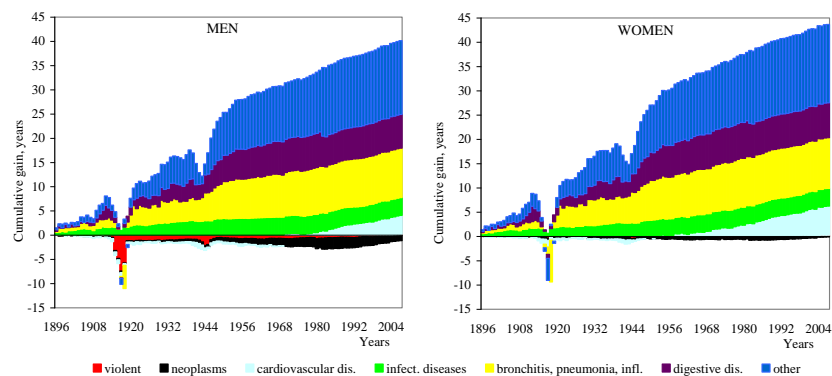 MEN
45
40
35
30
25
20
15
10
5
0
-5
-10
-15
Cumulative gain, years
1896 1908 1920 1932 1944 1956 1968 1980 1992 2004
Years
WOMEN
45
40
35
30
25
20
15
10
5
0
-5
-10
-15
Cumulative gain, years
1896 1908 1920 1932 1944 1956 1968 1980 1992 2004
Years
violent neoplasms cardiovascular dis. infect. diseases bronchitis, pneumonia, infl. digestive dis. other